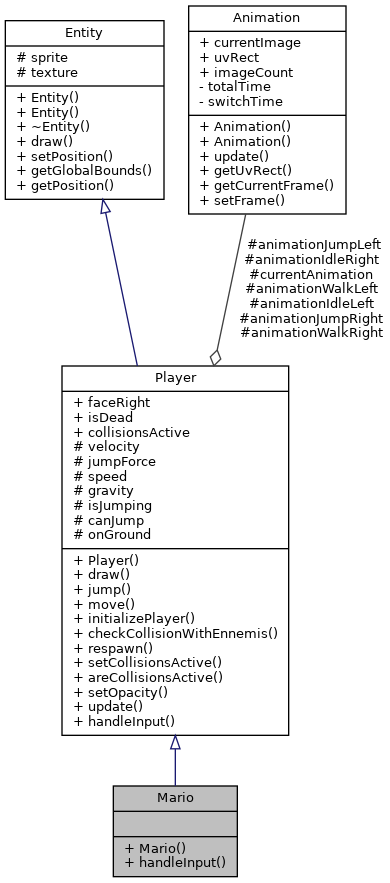 Entity
# sprite
# texture
+ Entity()
+ Entity()
+ ~Entity()
+ draw()
+ setPosition()
+ getGlobalBounds()
+ getPosition()
Animation
+ currentImage
+ uvRect
+ imageCount
- totalTime
- switchTime
+ Animation()
+ Animation()
+ update()
+ getUvRect()
+ getCurrentFrame()
+ setFrame()
#animationJumpLeft
#animationIdleRight
#currentAnimation
#animationWalkLeft
#animationIdleLeft
#animationJumpRight
#animationWalkRight
Player
+ faceRight
+ isDead
+ collisionsActive
# velocity
# jumpForce
# speed
# gravity
# isJumping
# canJump
# onGround
+ Player()
+ draw()
+ jump()
+ move()
+ initializePlayer()
+ checkCollisionWithEnnemis()
+ respawn()
+ setCollisionsActive()
+ areCollisionsActive()
+ setOpacity()
+ update()
+ handleInput()
Mario
+ Mario()
+ handleInput()